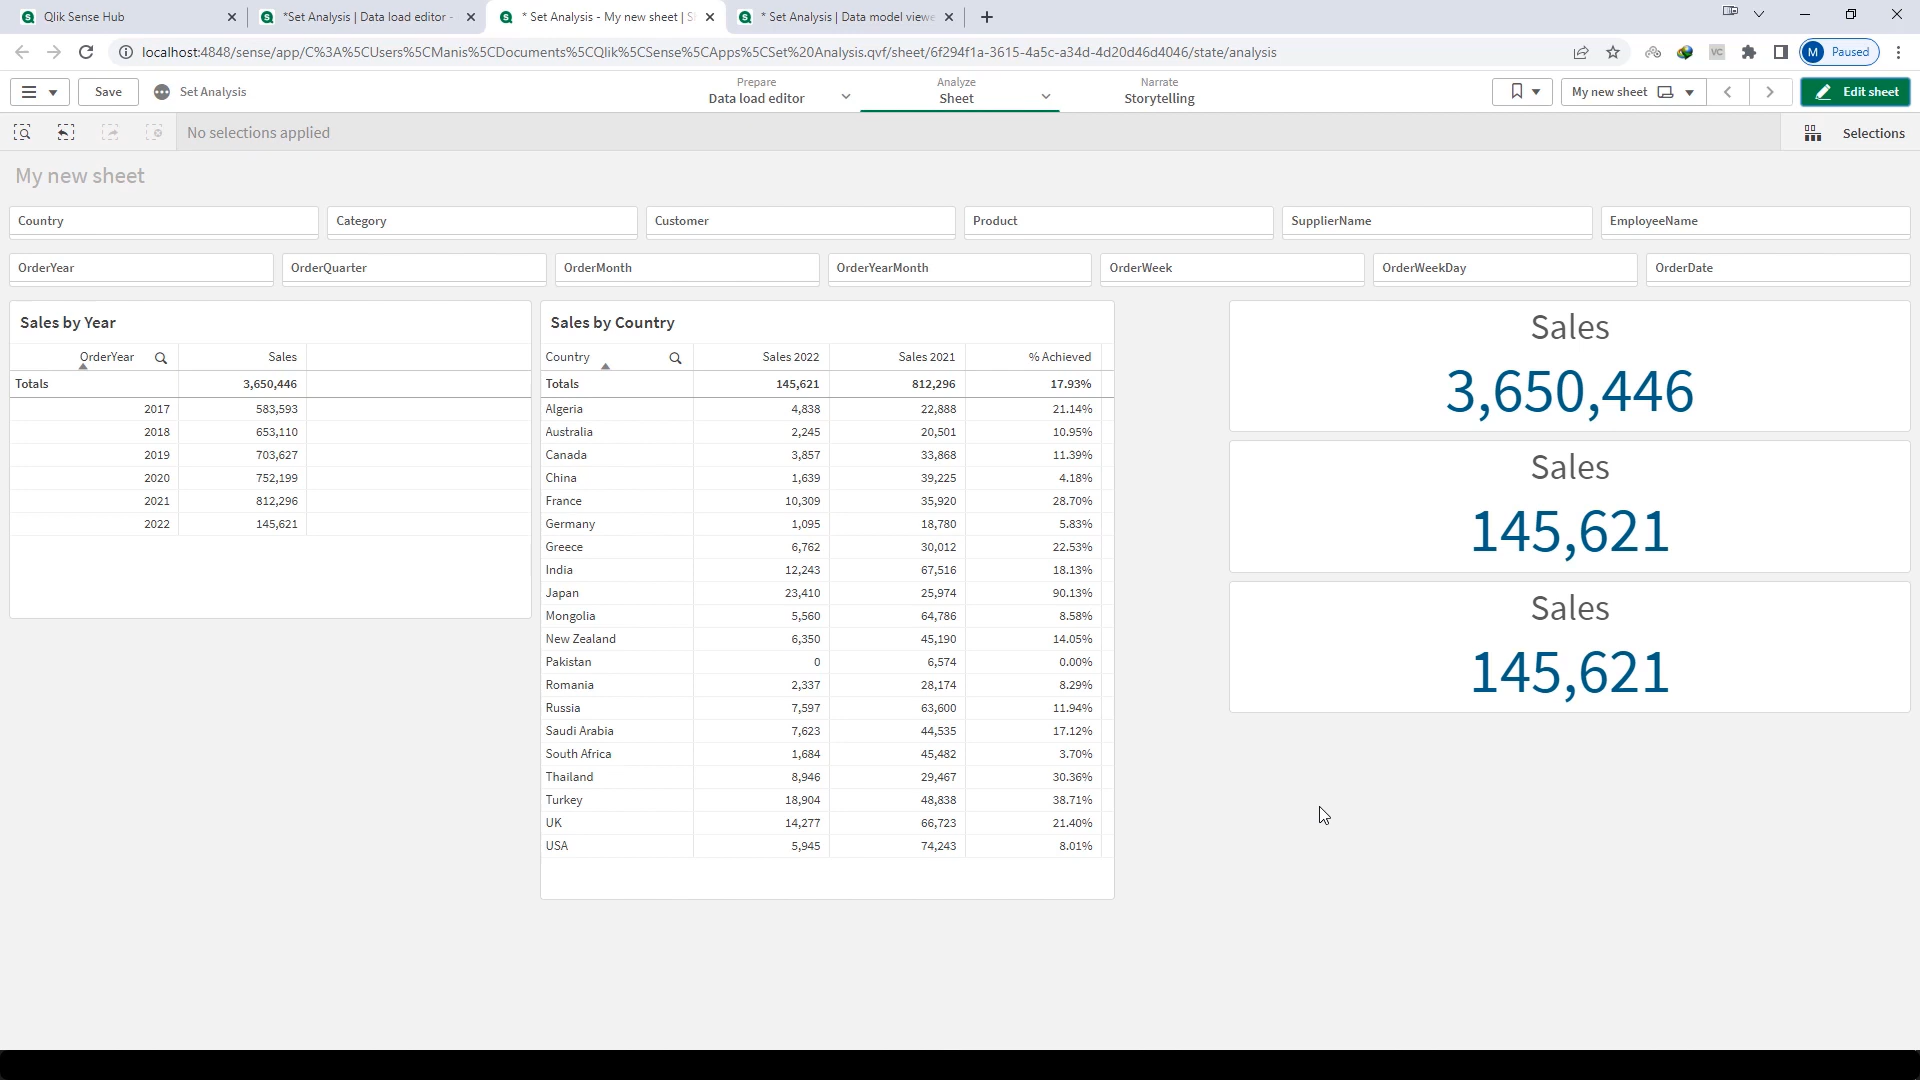 Qlik Sense Hub
*Set Analysis | Data load editor -
* Set Analysis - My new sheet | S
* Set Analysis | Data model viewe
localhost:4848/sense/app/C%3A%5CUsers%5CManis%5CDocuments%5CQlik%5CSense%5CApps%5CSet%20Analysis.qvf/sheet/6f294f1a-3615-4a5c-a34d-4d20d46d4046/state/analysis
VC
M Paused
Save
Set Analysis
Prepare
Data load editor
Analyze
Sheet
Narrate
Storytelling
My new sheet
Edit sheet
No selections applied
Selections
My new sheet
Country Category Customer Product SupplierName EmployeeName
OrderYear OrderQuarter OrderMonth OrderYearMonth OrderWeek OrderWeekDay OrderDate
Sales by Year
OrderYear Sales
Totals 3,650,446
2017 583,593
2018 653,110
2019 703,627
2020 752,199
2021 812,296
2022 145,621
Sales by Country
Country Sales 2022 Sales 2021 % Achieved
Totals 145,621 812,296 17.93%
Algeria 4,838 22,888 21.14%
Australia 2,245 20,501 10.95%
Canada 3,857 33,868 11.39%
China 1,639 39,225 4.18%
France 10,309 35,920 28.70%
Germany 1,095 18,780 5.83%
Greece 6,762 30,012 22.53%
India 12,243 67,516 18.13%
Japan 23,410 25,974 90.13%
Mongolia 5,560 64,786 8.58%
New Zealand 6,350 45,190 14.05%
Pakistan 0 6,574 0.00%
Romania 2,337 28,174 8.29%
Russia 7,597 63,600 11.94%
Saudi Arabia 7,623 44,535 17.12%
South Africa 1,684 45,482 3.70%
Thailand 8,946 29,467 30.36%
Turkey 18,904 48,838 38.71%
UK 14,277 66,723 21.40%
USA 5,945 74,243 8.01%
Sales
3,650,446
Sales
145,621
Sales
145,621